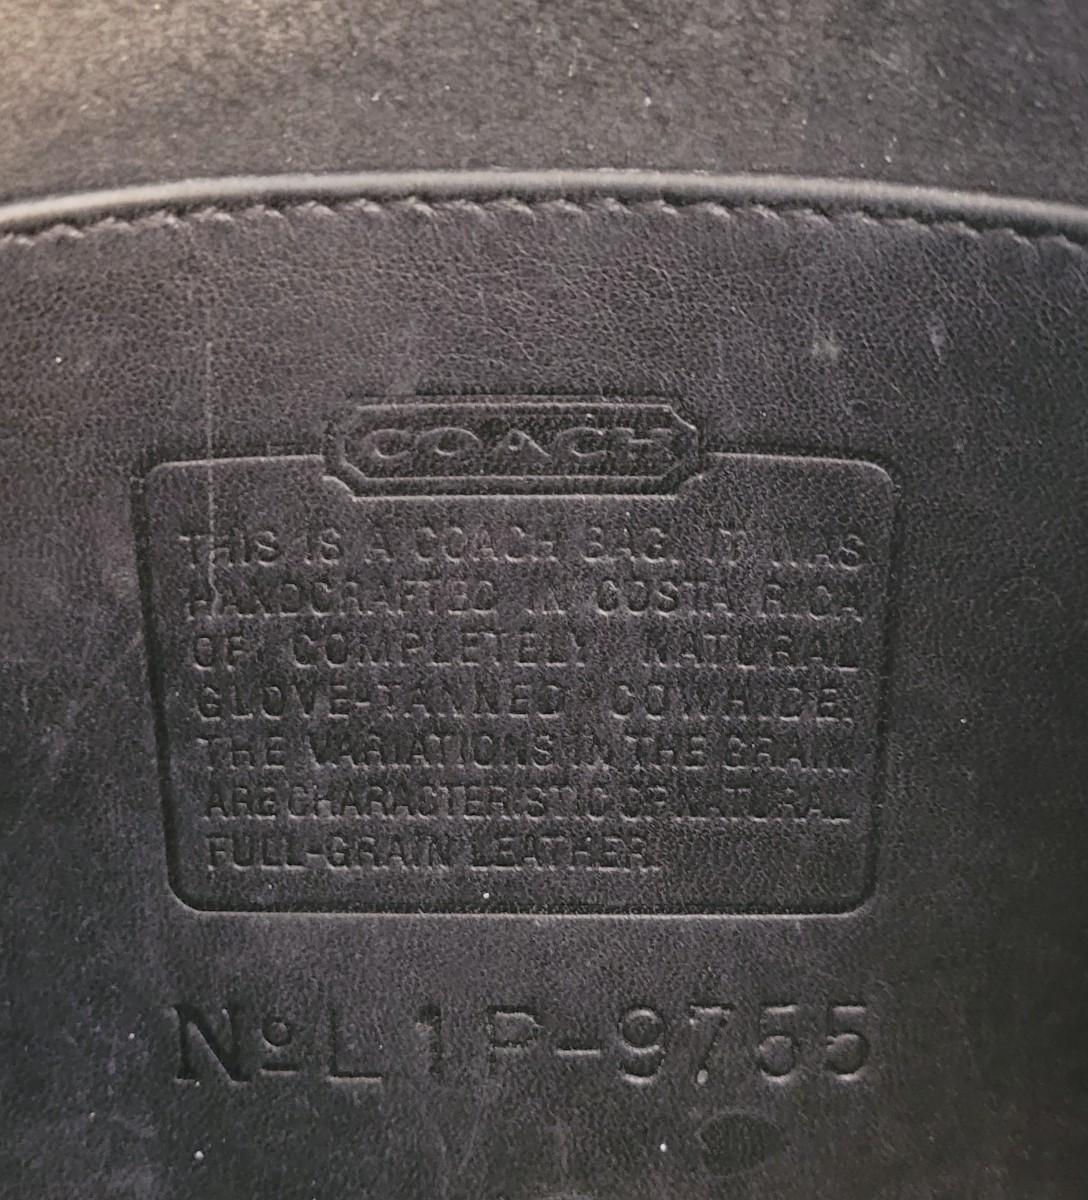 COACH
THIS IS A COACH BAG. IT WAS
HANDCRAFTED IN COSTA RICA
OF COMPLETELY NATURAL
GLOVE-TANNED COWHIDE.
THE VARIATIONS IN THE GRAIN
ARE CHARACTERISTIC OF NATURAL
FULL-GRAIN LEATHER.
Nº L1P-9755